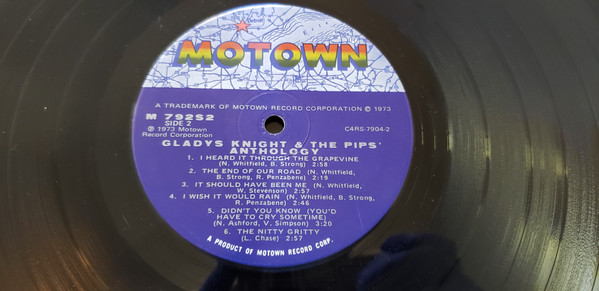 MOTOWN
A TRADEMARK OF MOTOWN RECORD CORPORATION © 1973
M 792S2
SIDE 2
℗ 1973 Motown
Record Corporation
C4RS-7904-2
GLADYS KNIGHT & THE PIPS'
ANTHOLOGY
1. I HEARD IT THROUGH THE GRAPEVINE
(N. Whitfield, B. Strong) 2:58
2. THE END OF OUR ROAD (N. Whitfield,
B. Strong, R. Penzabene) 2:19
3. IT SHOULD HAVE BEEN ME (N. Whitfield,
W. Stevenson) 2:57
4. I WISH IT WOULD RAIN (N. Whitfield, B. Strong,
R. Penzabene) 2:46
5. DIDN'T YOU KNOW (YOU'D
HAVE TO CRY SOMETIME)
(N. Ashford, V. Simpson) 3:20
6. THE NITTY GRITTY
(L. Chase) 2:57
A PRODUCT OF MOTOWN RECORD CORP.